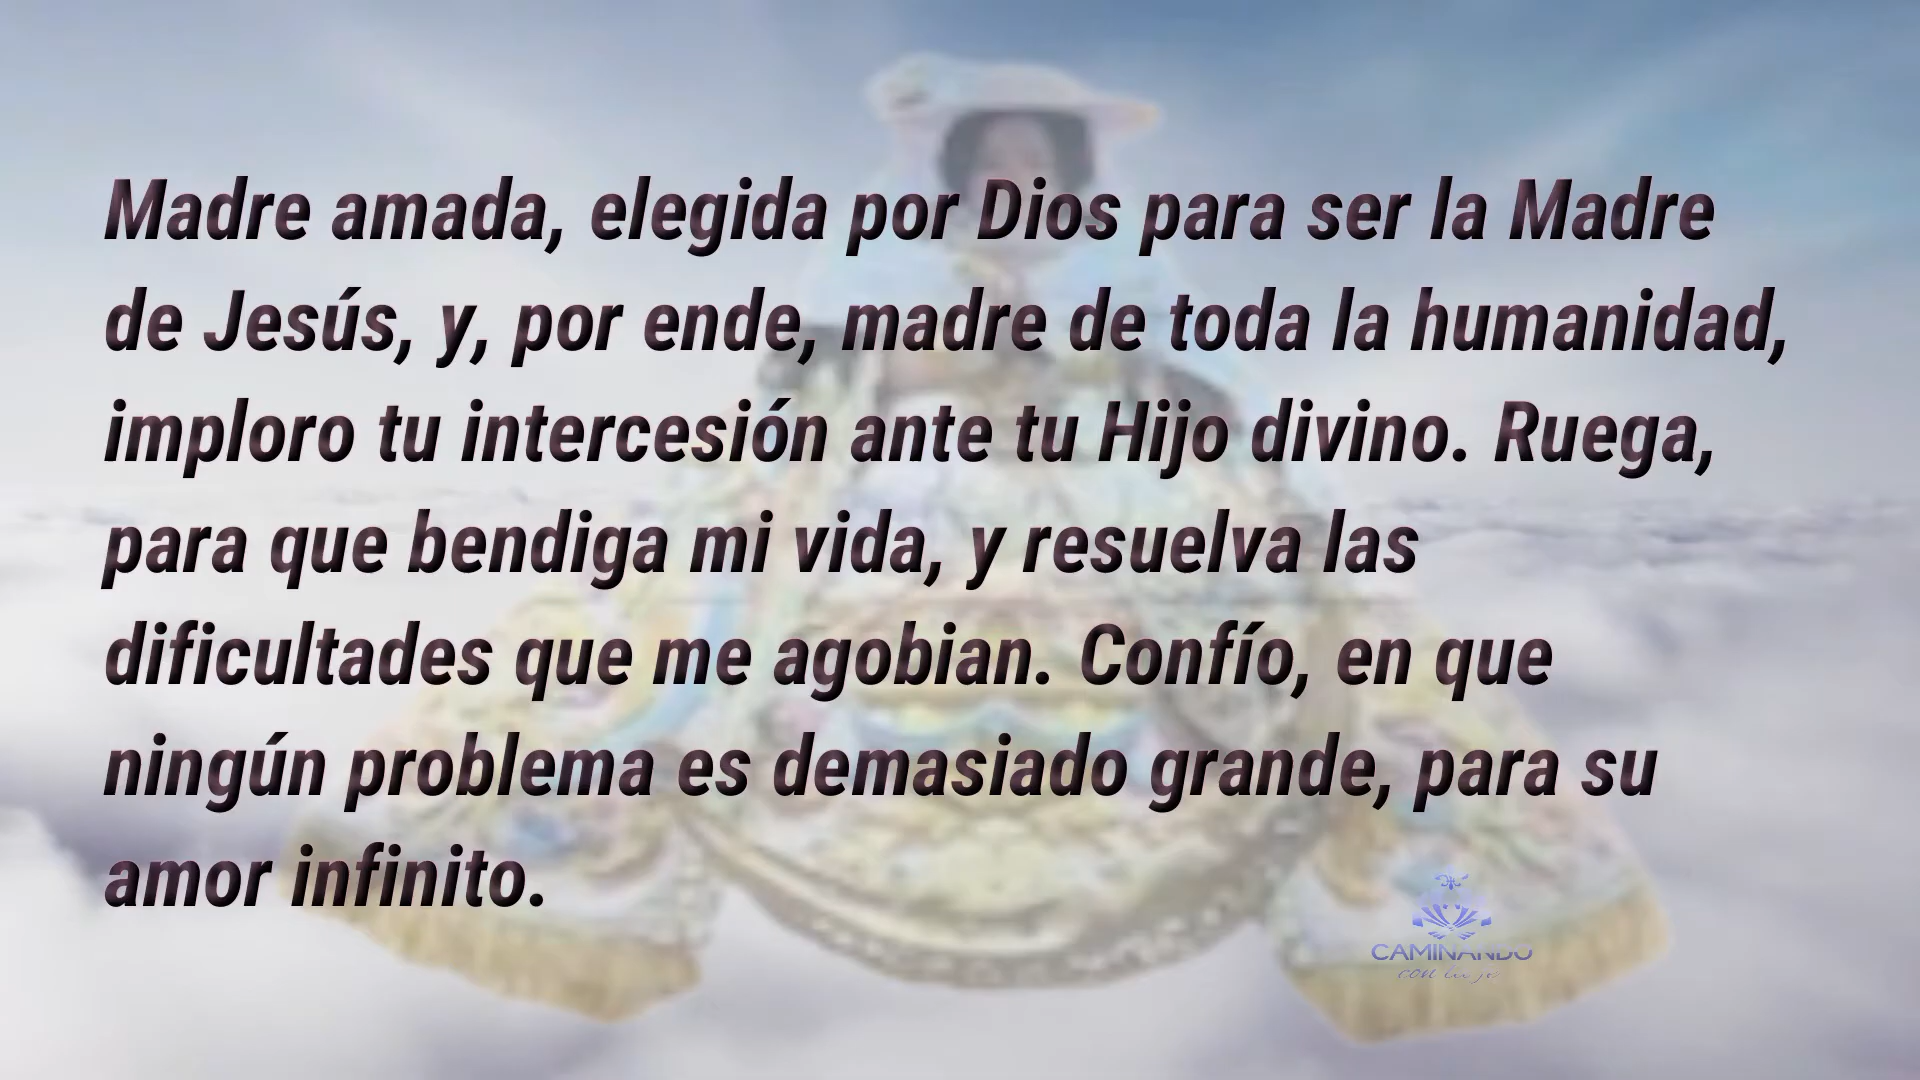 Madre amada, elegida por Dios para ser la Madre
de Jesús, y, por ende, madre de toda la humanidad,
imploro tu intercesión ante tu Hijo divino. Ruega,
para que bendiga mi vida, y resuelva las
dificultades que me agobian. Confío, en que
ningún problema es demasiado grande, para su
amor infinito.
CAMINANDO
con